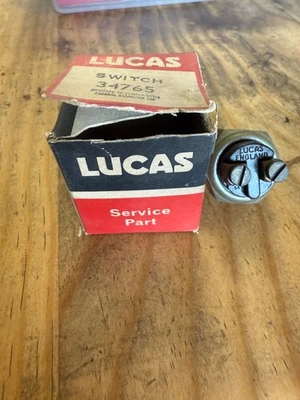 LUCAS
SWITCH
34765
LUCAS
Service
Part
LUCAS
ENGLAND